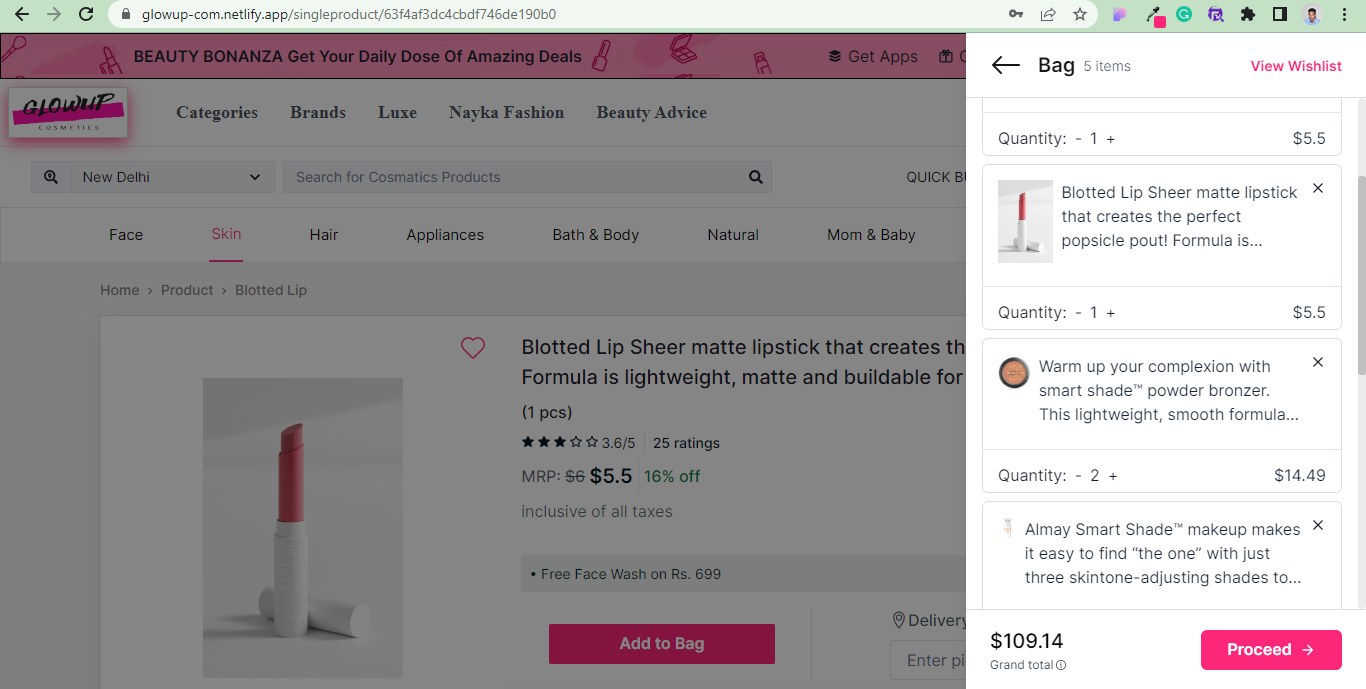 glowup-com.netlify.app/singleproduct/63f4af3dc4cbdf746de190b0
BEAUTY BONANZA Get Your Daily Dose Of Amazing Deals
Get Apps
GLOWUP
COSMETICS
Categories
Brands
Luxe
Nayka Fashion
Beauty Advice
New Delhi
Search for Cosmatics Products
QUICK BU
Face
Skin
Hair
Appliances
Bath & Body
Natural
Mom & Baby
Home › Product › Blotted Lip
Blotted Lip Sheer matte lipstick that creates th
Formula is lightweight, matte and buildable for
(1 pcs)
3.6/5 25 ratings
MRP: $6 $5.5 16% off
inclusive of all taxes
• Free Face Wash on Rs. 699
Add to Bag
Delivery
Enter pi
Bag 5 items
View Wishlist
Quantity: - 1 + $5.5
Blotted Lip Sheer matte lipstick
that creates the perfect
popsicle pout! Formula is...
Quantity: - 1 + $5.5
Warm up your complexion with
smart shade™ powder bronzer.
This lightweight, smooth formula...
Quantity: - 2 + $14.49
Almay Smart Shade™ makeup makes
it easy to find “the one” with just
three skintone-adjusting shades to...
$109.14
Grand total
Proceed →